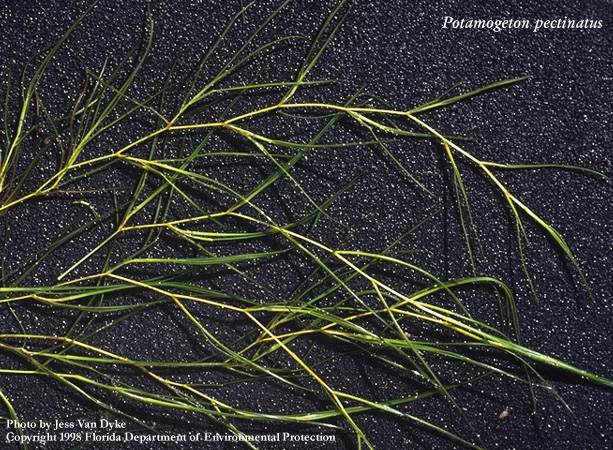 Potamogeton pectinatus
Photo by Jess Van Dyke
Copyright 1998 Florida Department of Environmental Protection